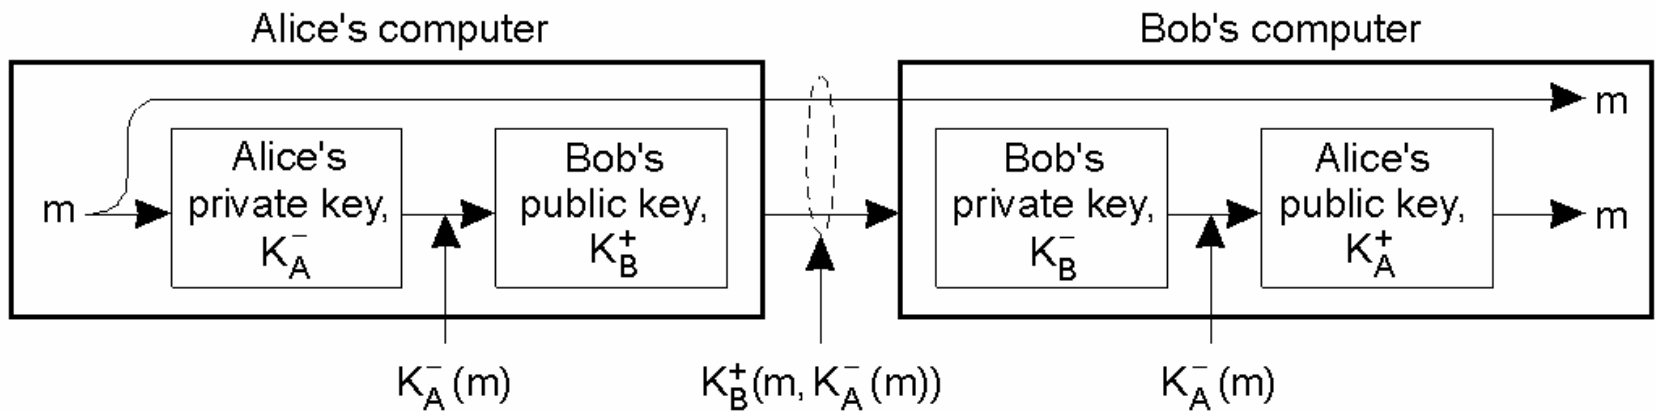 Alice's computer
Bob's computer
m
Alice's
private key,
K_A^-
Bob's
public key,
K_B^+
Bob's
private key,
K_B^-
Alice's
public key,
K_A^+
m
m
K_A^-(m)
K_B^+(m, K_A^-(m))
K_A^-(m)